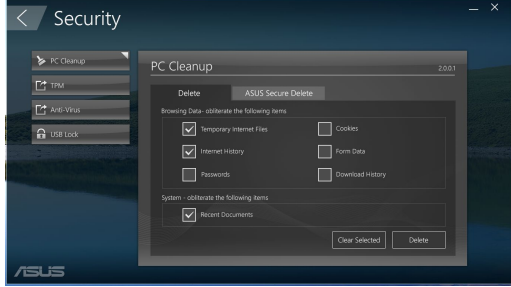 Security
PC Cleanup
TPM
Anti-Virus
USB Lock
PC Cleanup
2.0.0.1
Delete
ASUS Secure Delete
Browsing Data- obliterate the following items
Temporary Internet Files
Cookies
Internet History
Form Data
Passwords
Download History
System - obliterate the following items
Recent Documents
Clear Selected
Delete
ASUS